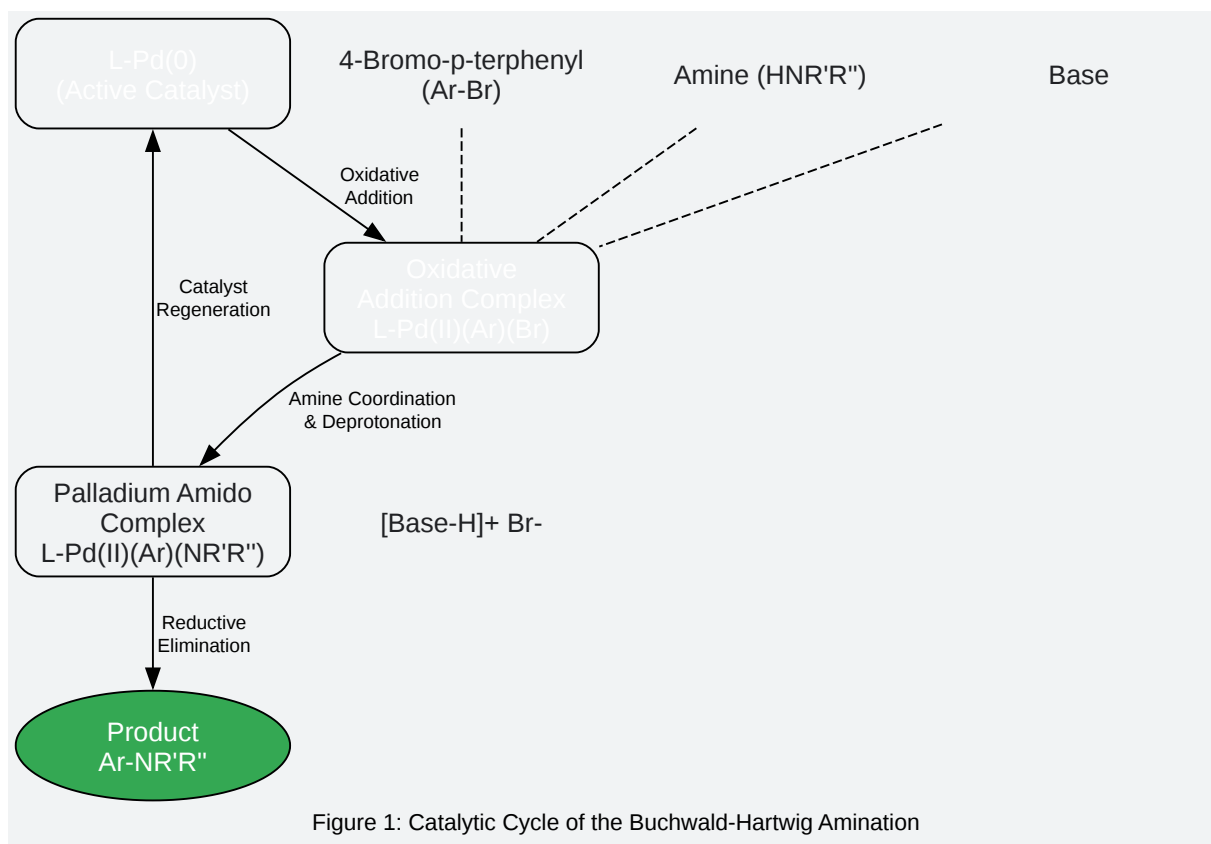 L-Pd(0)
(Active Catalyst)
4-Bromo-p-terphenyl
(Ar-Br)
Amine (HNR'R'')
Base
Oxidative
Addition
Oxidative
Addition Complex
L-Pd(II)(Ar)(Br)
Catalyst
Regeneration
Amine Coordination
& Deprotonation
Palladium Amido
Complex
L-Pd(II)(Ar)(NR'R'')
[Base-H]+ Br-
Reductive
Elimination
Product
Ar-NR'R''
Figure 1: Catalytic Cycle of the Buchwald-Hartwig Amination